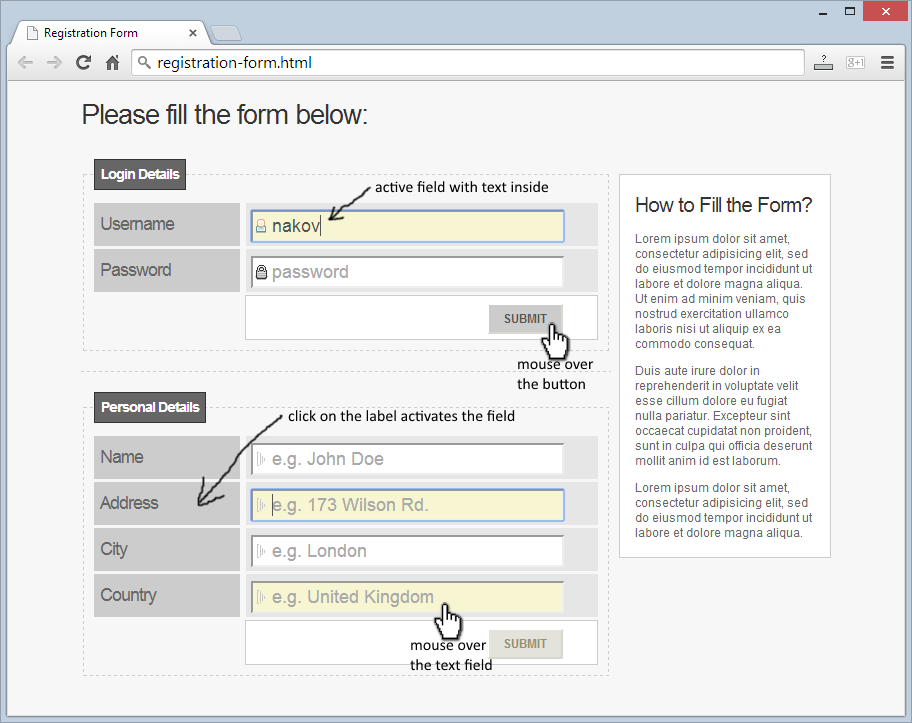 Registration Form
registration-form.html
?
g+1
Please fill the form below:
Login Details
active field with text inside
Username
nakov
Password
password
SUBMIT
mouse over
the button
Personal Details
click on the label activates the field
Name
e.g. John Doe
Address
e.g. 173 Wilson Rd.
City
e.g. London
Country
e.g. United Kingdom
mouse over
the text field
SUBMIT
How to Fill the Form?
Lorem ipsum dolor sit amet,
consectetur adipisicing elit, sed
do eiusmod tempor incididunt ut
labore et dolore magna aliqua.
Ut enim ad minim veniam, quis
nostrud exercitation ullamco
laboris nisi ut aliquip ex ea
commodo consequat.
Duis aute irure dolor in
reprehenderit in voluptate velit
esse cillum dolore eu fugiat
nulla pariatur. Excepteur sint
occaecat cupidatat non proident,
sunt in culpa qui officia deserunt
mollit anim id est laborum.
Lorem ipsum dolor sit amet,
consectetur adipisicing elit, sed
do eiusmod tempor incididunt ut
labore et dolore magna aliqua.